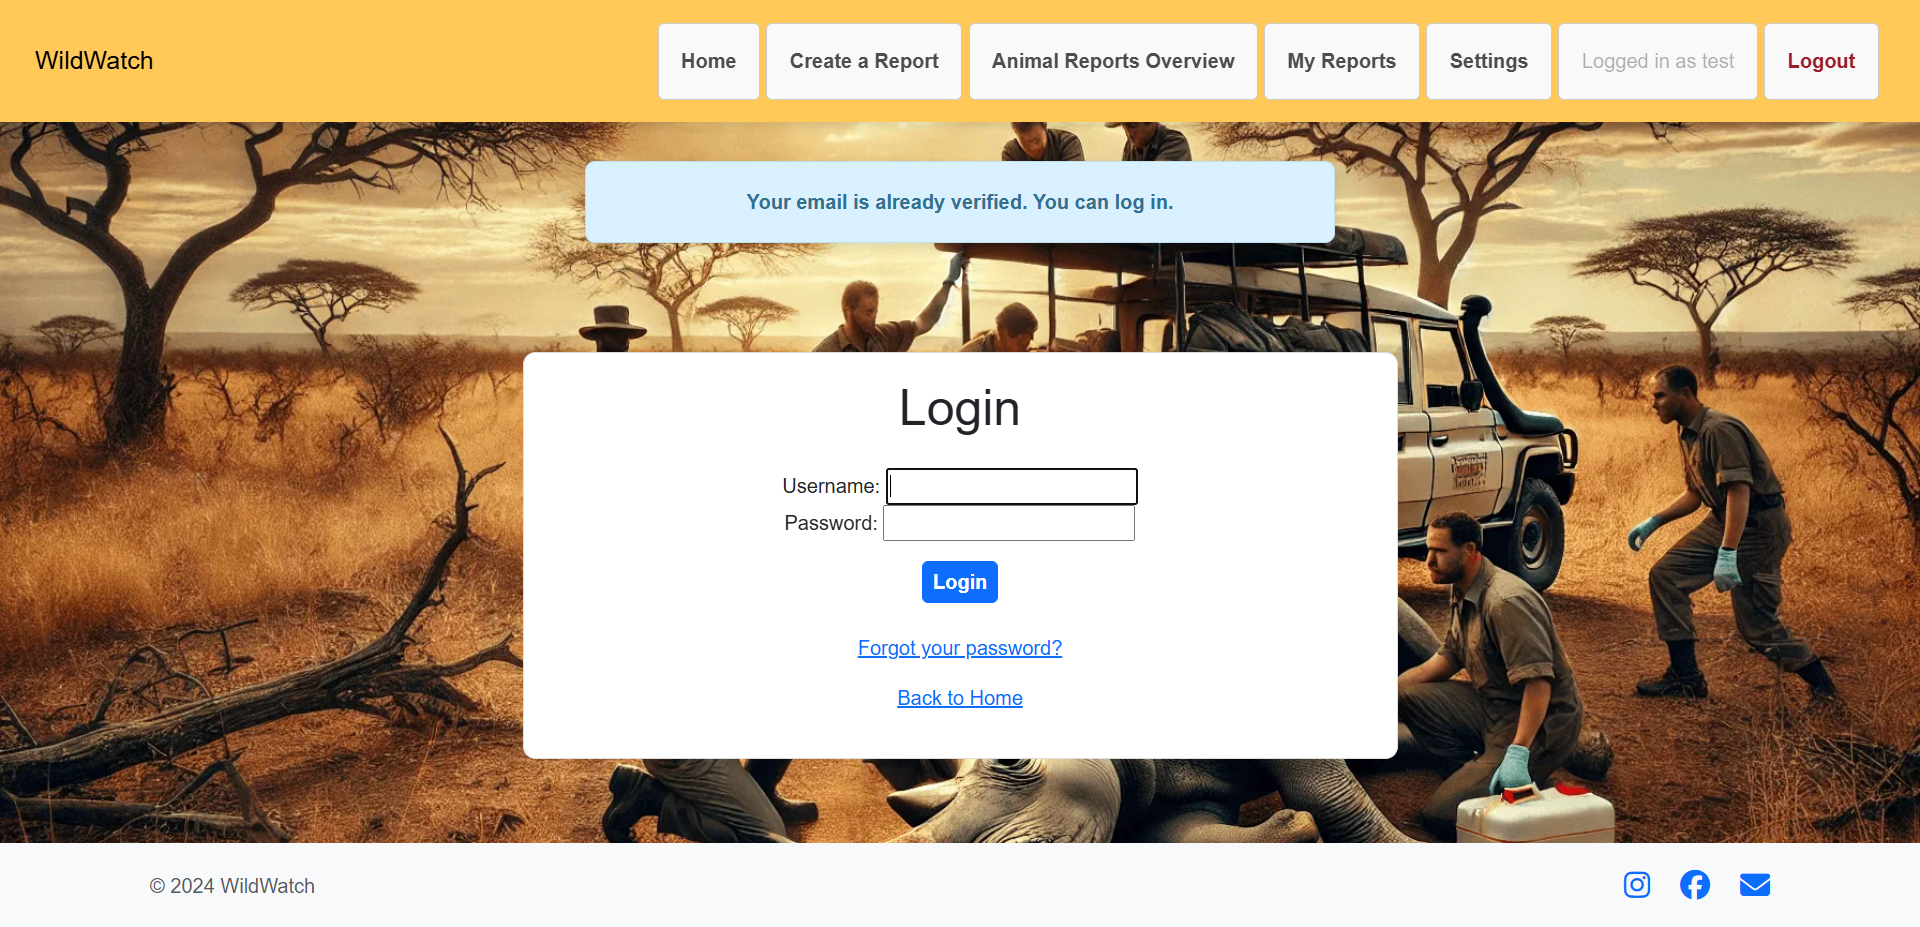 WildWatch
Home
Create a Report
Animal Reports Overview
My Reports
Settings
Logged in as test
Logout
Your email is already verified. You can log in.
Login
Username:
Password:
Login
Forgot your password?
Back to Home
© 2024 WildWatch